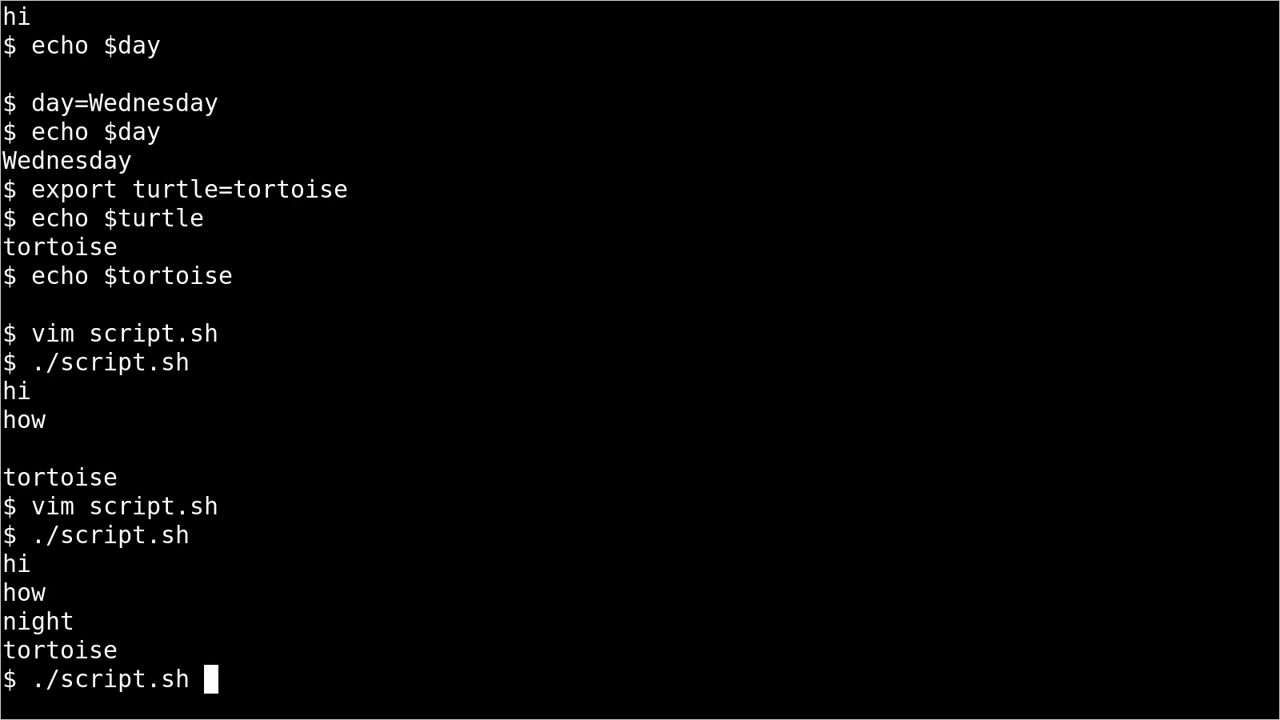 hi
$ echo $day
$ day=Wednesday
$ echo $day
Wednesday
$ export turtle=tortoise
$ echo $turtle
tortoise
$ echo $tortoise
$ vim script.sh
$ ./script.sh
hi
how
tortoise
$ vim script.sh
$ ./script.sh
hi
how
night
tortoise
$ ./script.sh